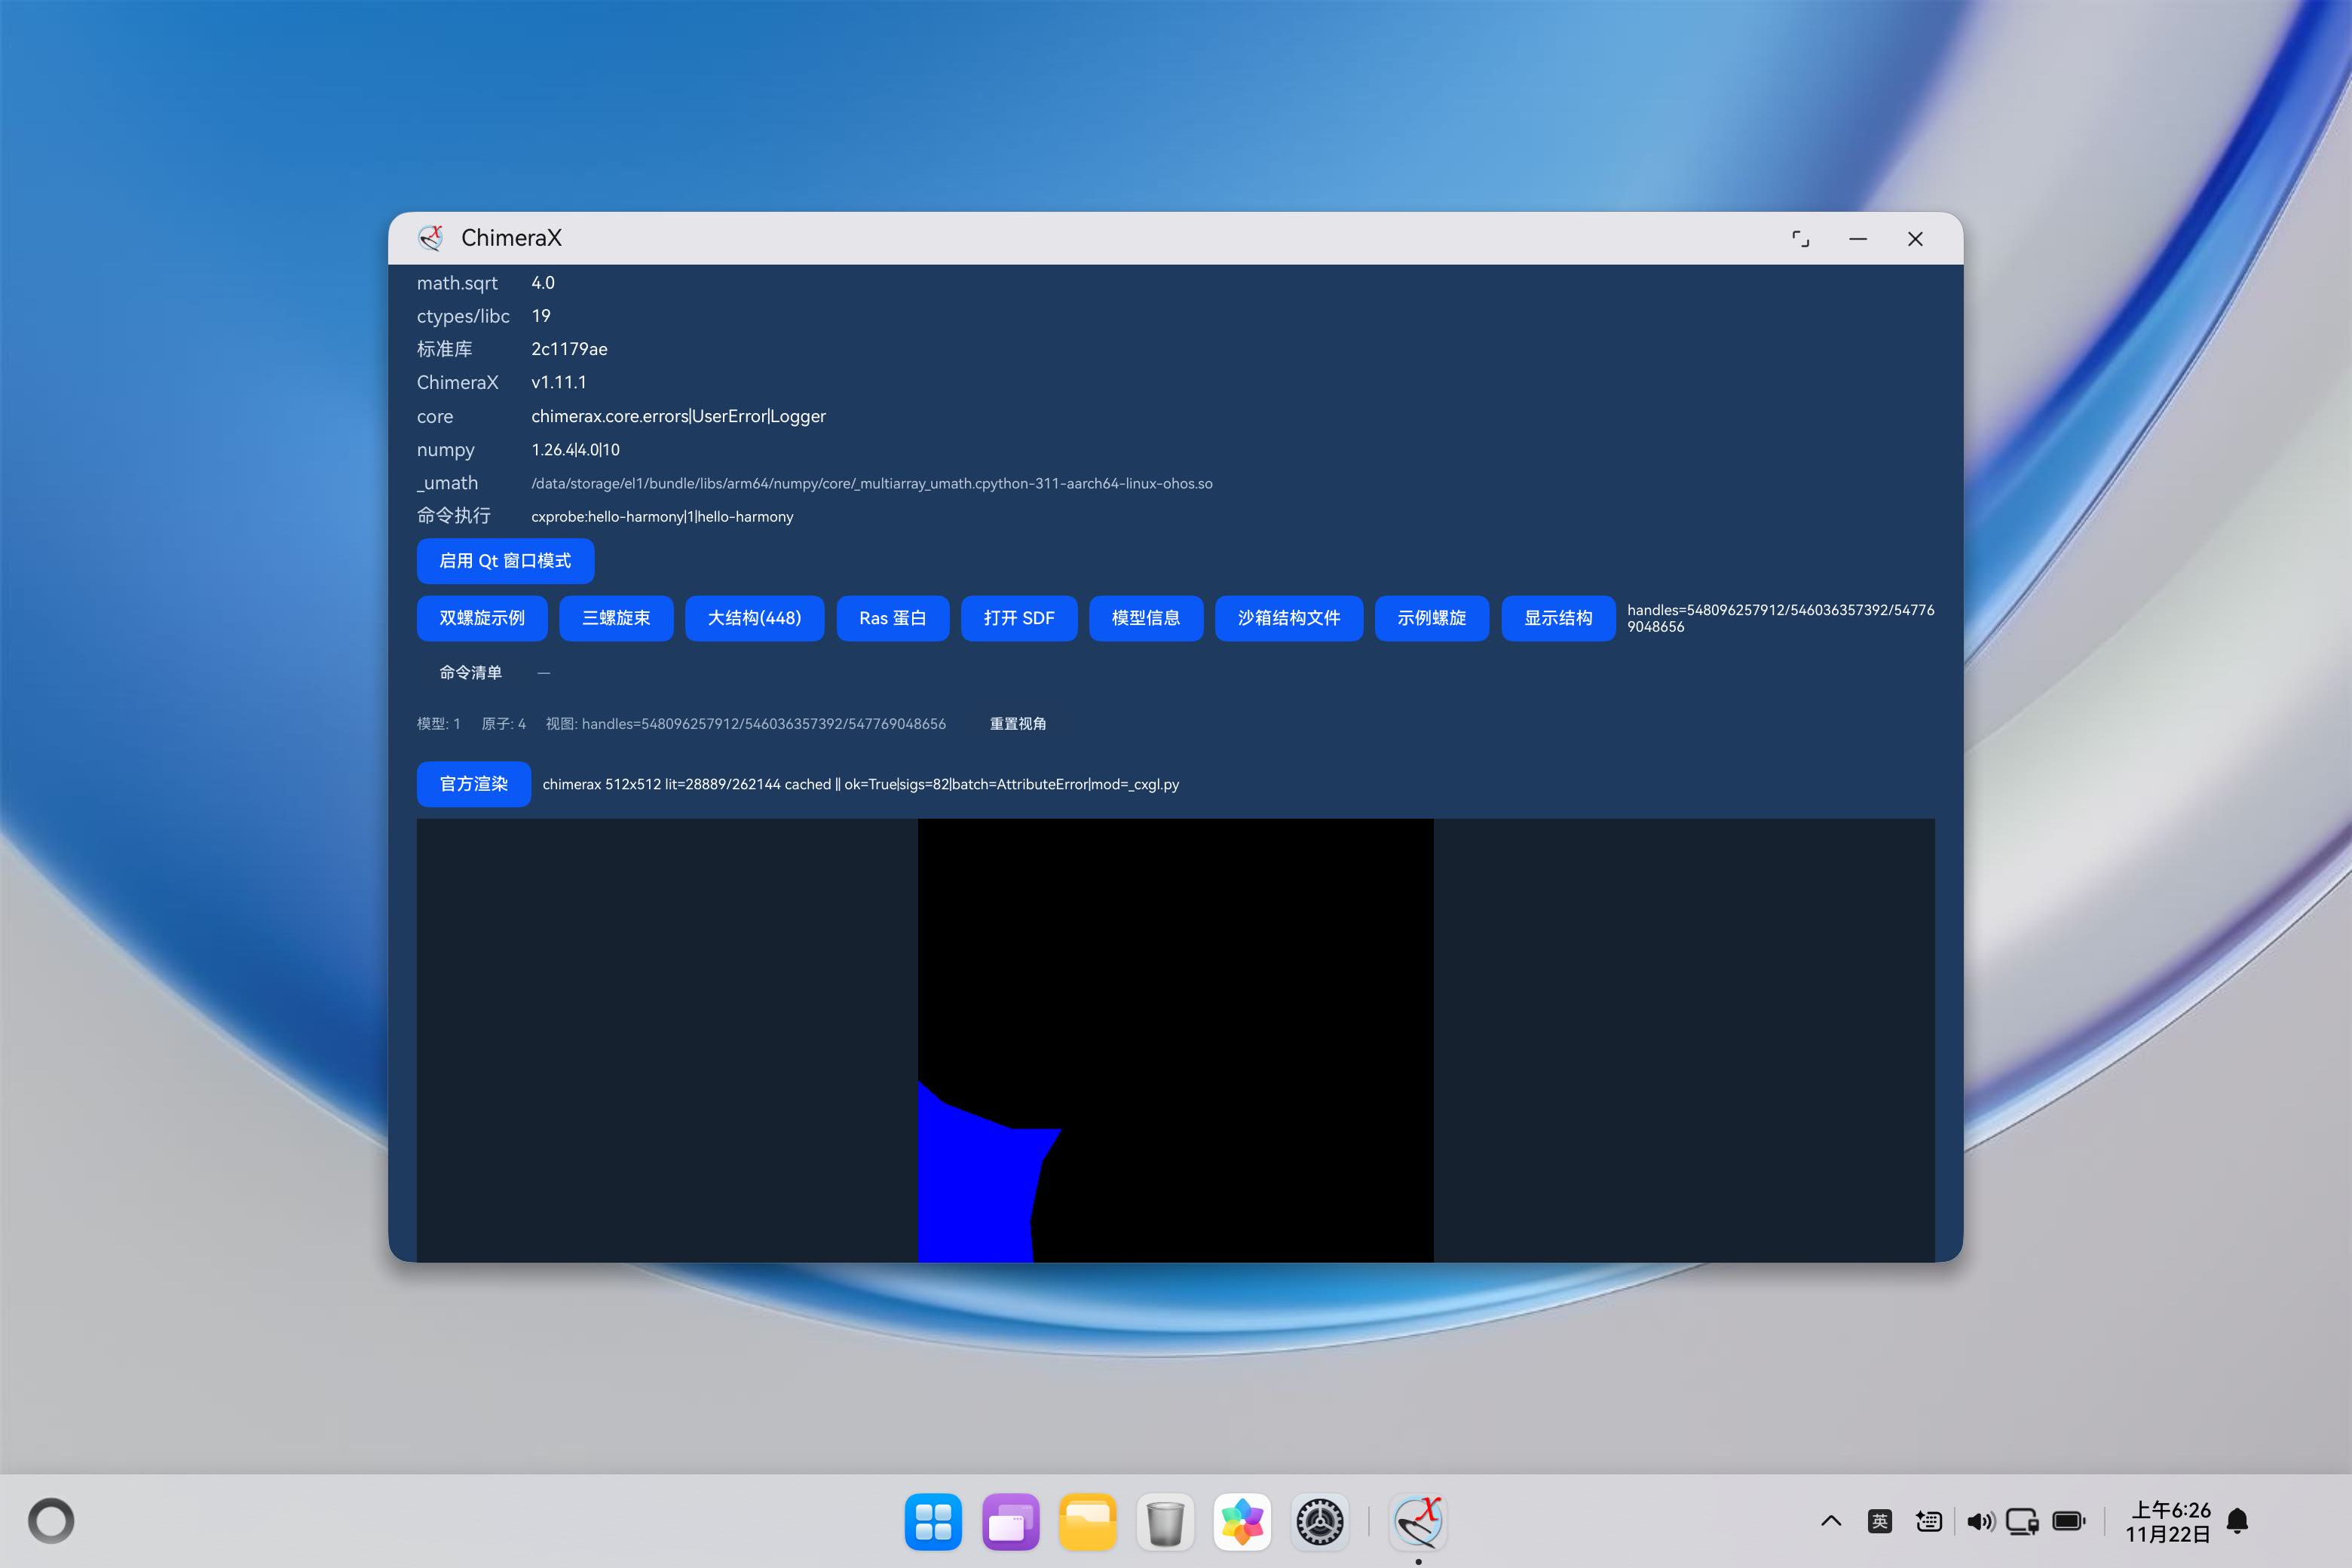 ChimeraX
math.sqrt 4.0
ctypes/libc 19
标准库 2c1179ae
ChimeraX v1.11.1
core chimerax.core.errors|UserError|Logger
numpy 1.26.4|4.0|10
_umath /data/storage/el1/bundle/libs/arm64/numpy/core/_multiarray_umath.cpython-311-aarch64-linux-ohos.so
命令执行 cxprobe:hello-harmony|1|hello-harmony
启用 Qt 窗口模式
双螺旋示例 三螺旋束 大结构(448) Ras 蛋白 打开 SDF 模型信息 沙箱结构文件 示例螺旋 显示结构 handles=548096257912/546036357392/54776
9048656
命令清单 —
模型: 1 原子: 4 视图: handles=548096257912/546036357392/547769048656 重置视角
官方渲染 chimerax 512x512 lit=28889/262144 cached || ok=True|sigs=82|batch=AttributeError|mod=_cxgl.py
X
英
上午6:26
11月22日